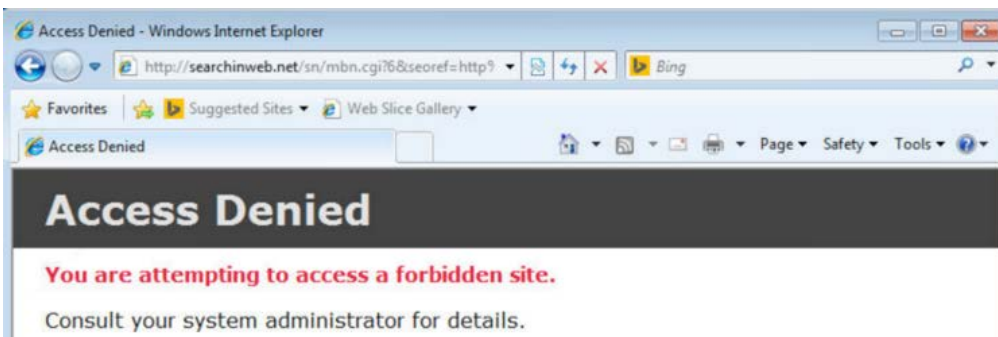 Access Denied - Windows Internet Explorer
http://searchinweb.net/sn/mbn.cgi?6&seoref=http%
Bing
Favorites Suggested Sites Web Slice Gallery
Access Denied
Page Safety Tools
Access Denied
You are attempting to access a forbidden site.
Consult your system administrator for details.